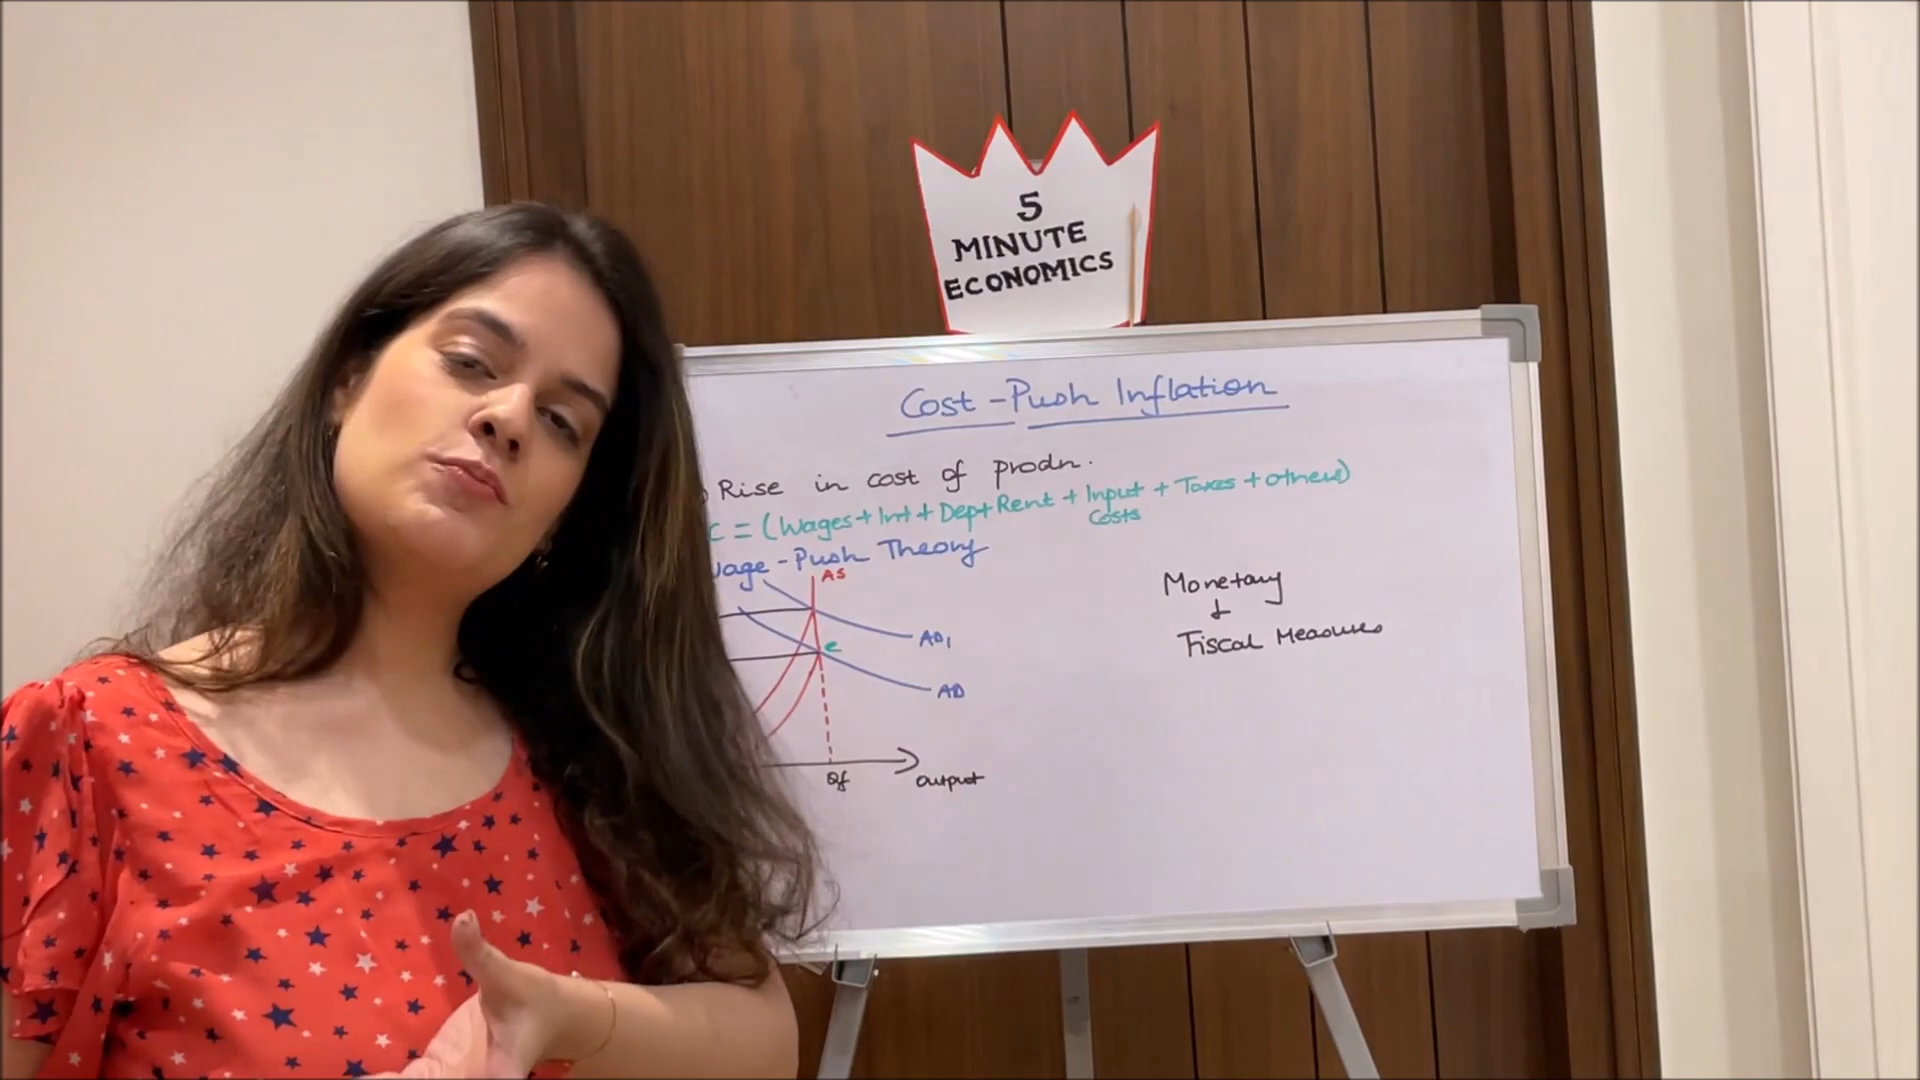 5
MINUTE
ECONOMICS
Cost-Push Inflation
Rise in cost of prodn.
C = (Wages + Int + Dep + Rent + Input + Taxes + others)
Costs
Wage-Push Theory
AS
AD₁
e
AD
Qf
output
Monetary
+
Fiscal Measures